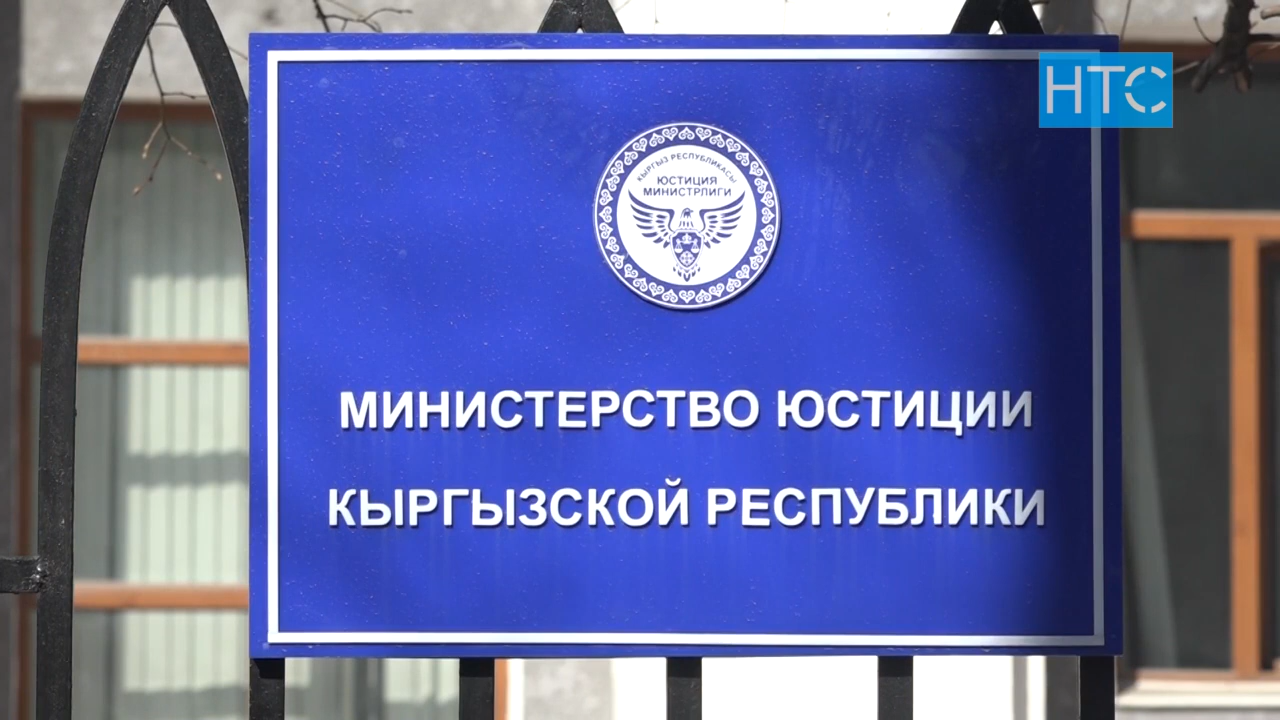 НТС
КЫРГЫЗ РЕСПУБЛИКАСЫ
ЮСТИЦИЯ
МИНИСТРЛИГИ
МИНИСТЕРСТВО ЮСТИЦИИ
КЫРГЫЗСКОЙ РЕСПУБЛИКИ